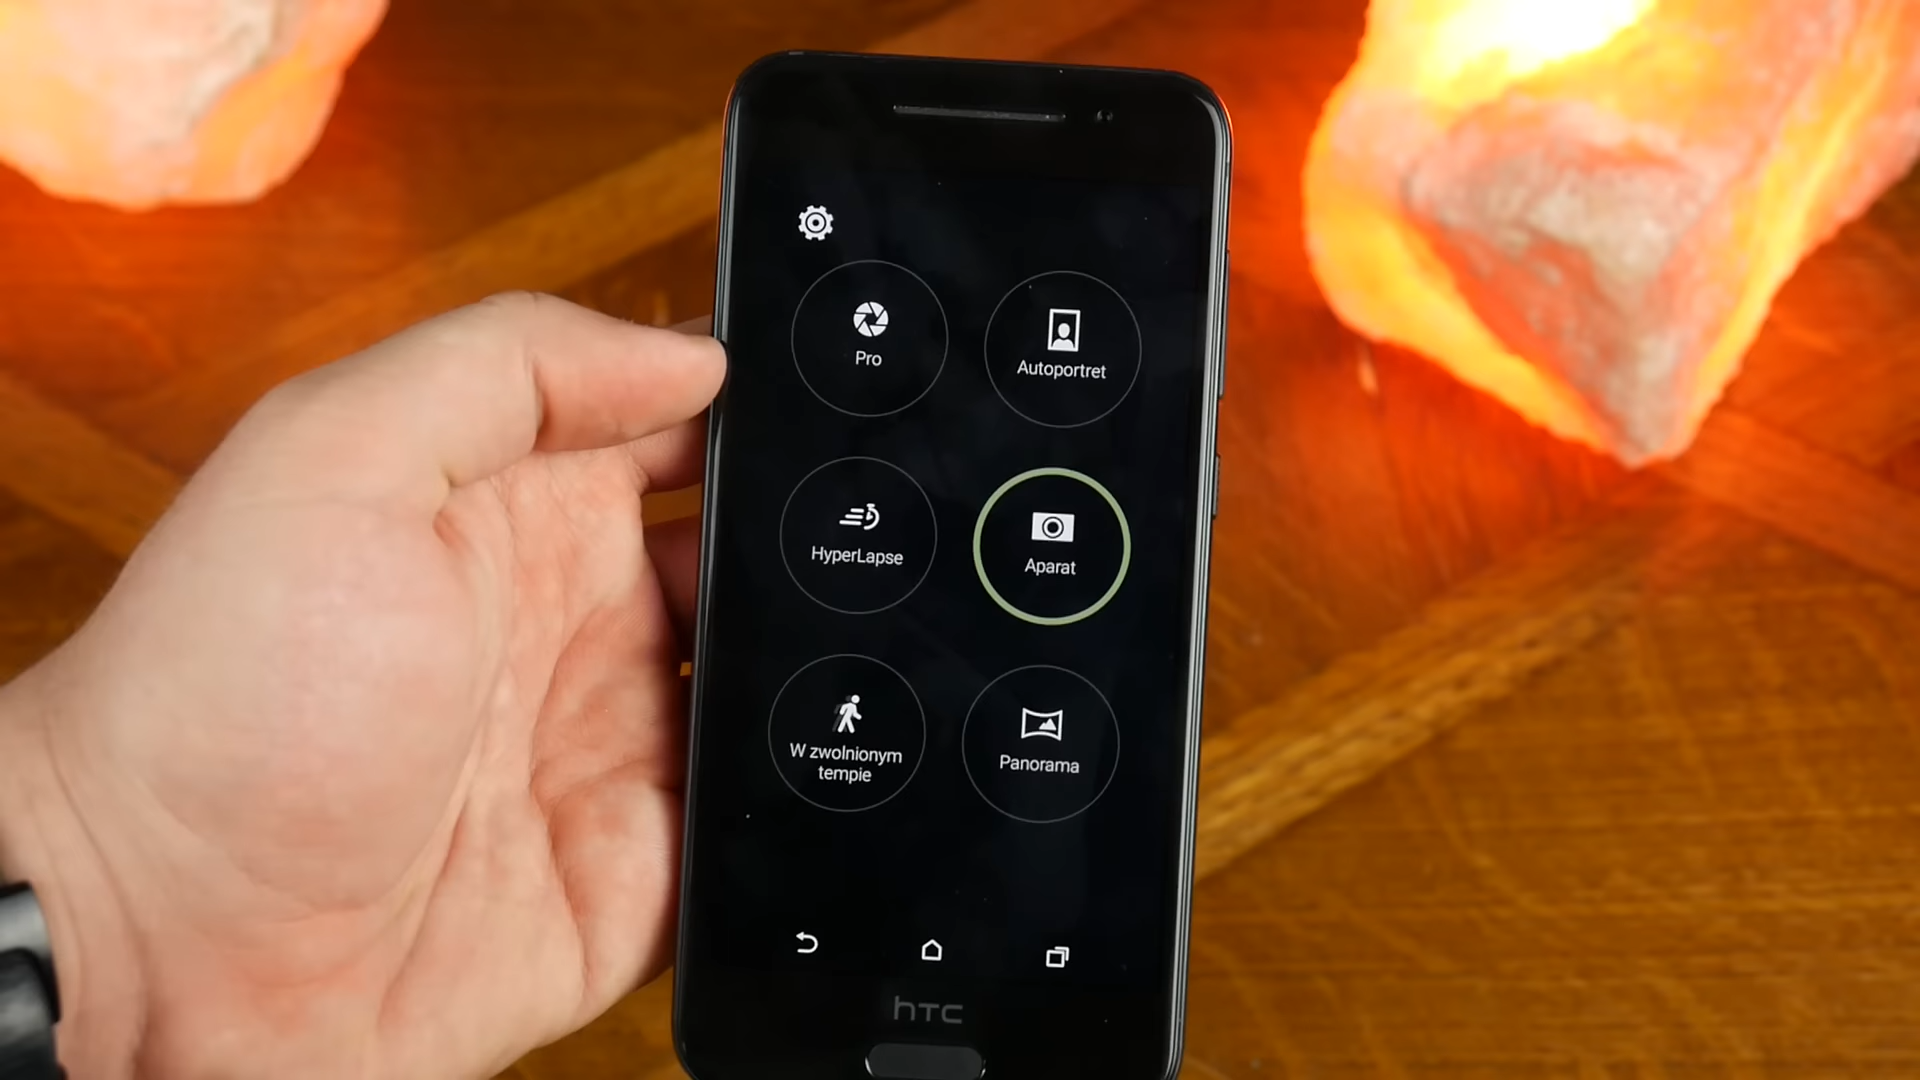 Pro
Autoportret
HyperLapse
Aparat
W zwolnionym
tempie
Panorama
hTC